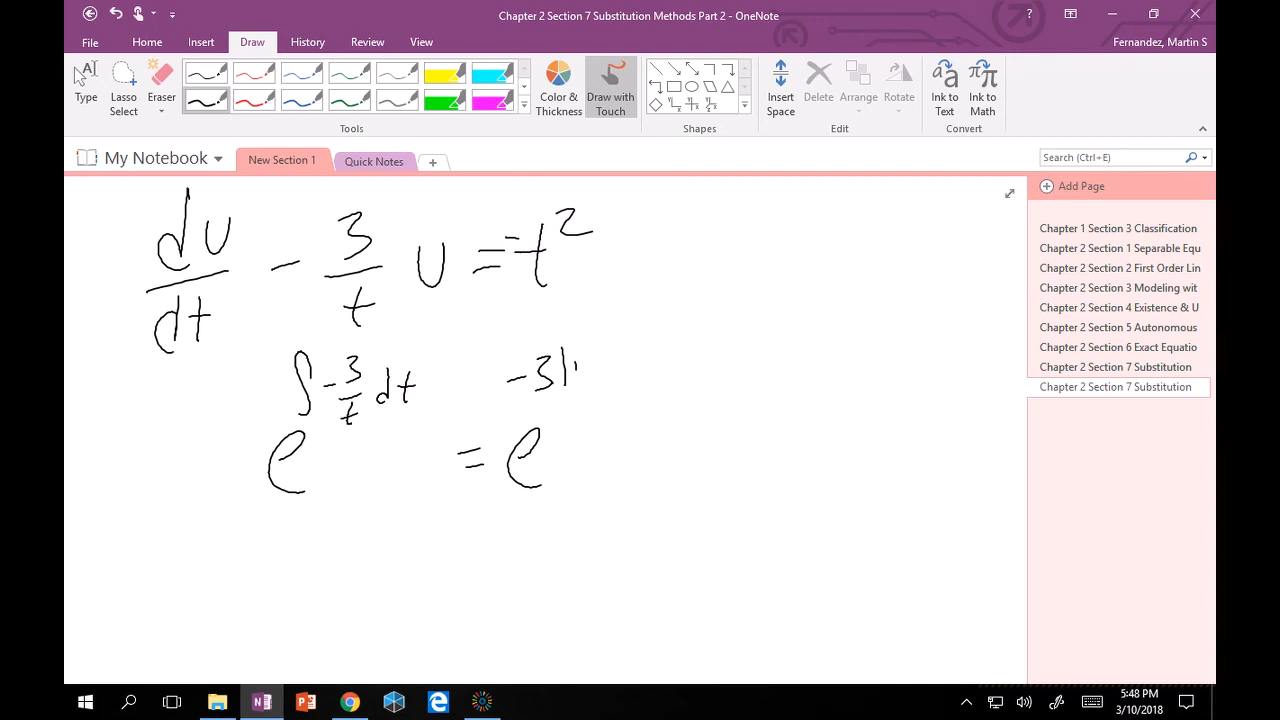 Chapter 2 Section 7 Substitution Methods Part 2 - OneNote
File Home Insert Draw History Review View Fernandez, Martin S
Type Lasso Select Eraser Color & Thickness Draw with Touch Insert Space Delete Arrange Rotate Ink to Text Ink to Math
Tools Shapes Edit Convert
My Notebook New Section 1 Quick Notes + Search (Ctrl+E)
Add Page
Chapter 1 Section 3 Classification
Chapter 2 Section 1 Separable Equ
Chapter 2 Section 2 First Order Lin
Chapter 2 Section 3 Modeling wit
Chapter 2 Section 4 Existence & U
Chapter 2 Section 5 Autonomous
Chapter 2 Section 6 Exact Equatio
Chapter 2 Section 7 Substitution
Chapter 2 Section 7 Substitution
du/dt - 3/t u = -t^2
e^(∫ -3/t dt) = e^(-3l
5:48 PM
3/10/2018